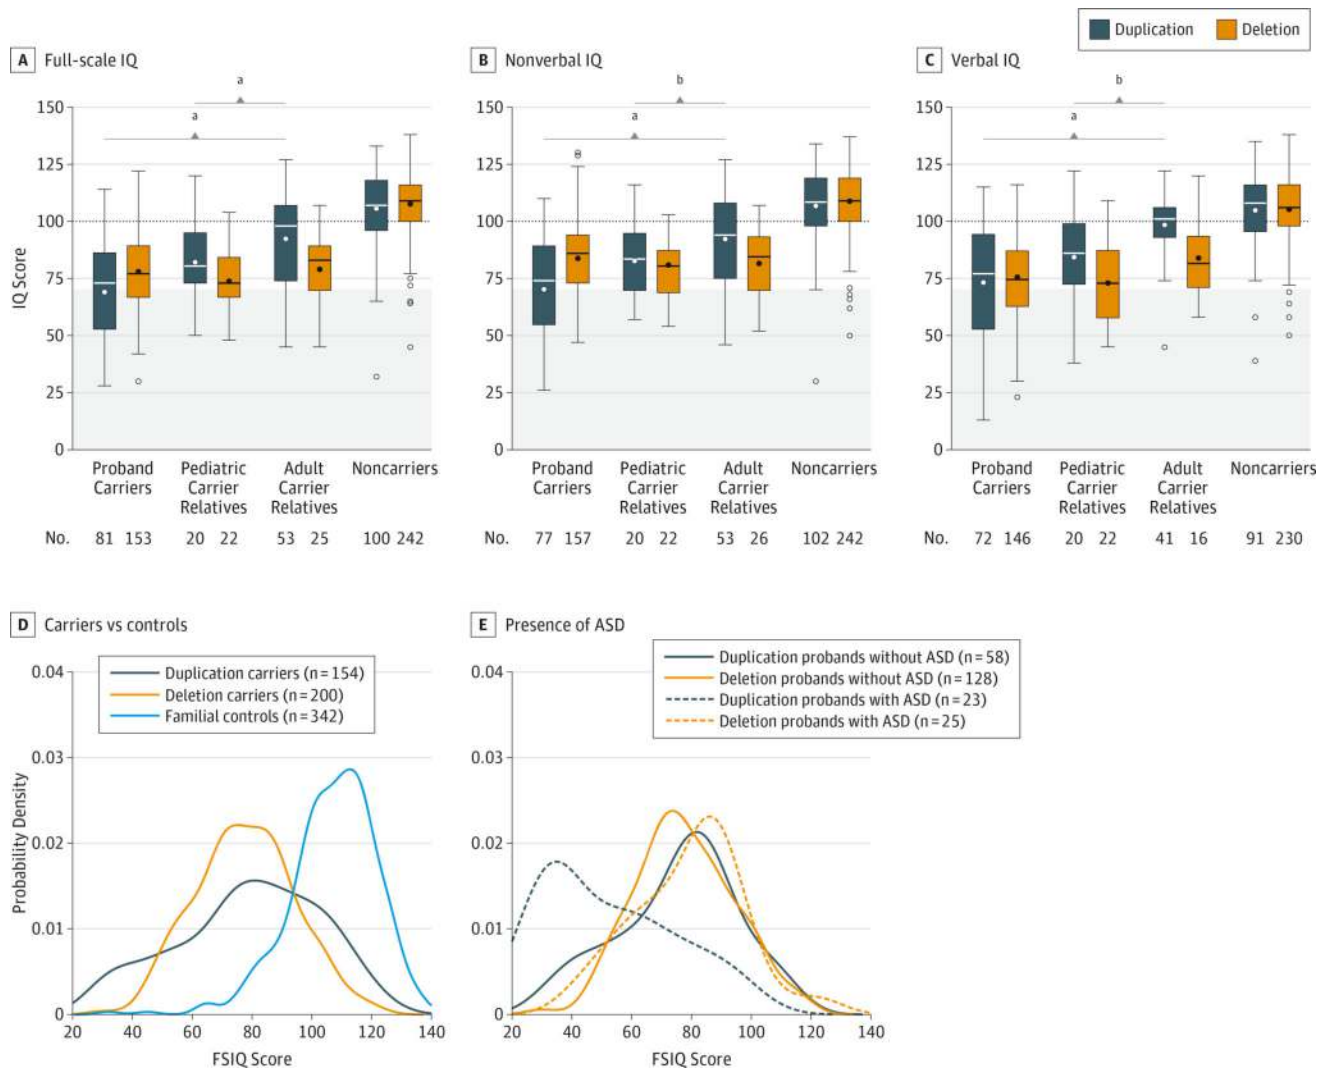 Duplication Deletion
A Full-scale IQ
B Nonverbal IQ
C Verbal IQ
a
a
b
a
b
a
IQ Score
150
125
100
75
50
25
0
150
125
100
75
50
25
0
150
125
100
75
50
25
0
Proband Carriers
Pediatric Carrier Relatives
Adult Carrier Relatives
Noncarriers
Proband Carriers
Pediatric Carrier Relatives
Adult Carrier Relatives
Noncarriers
Proband Carriers
Pediatric Carrier Relatives
Adult Carrier Relatives
Noncarriers
No. 81 153 20 22 53 25 100 242
No. 77 157 20 22 53 26 102 242
No. 72 146 20 22 41 16 91 230
D Carriers vs controls
Duplication carriers (n = 154)
Deletion carriers (n = 200)
Familial controls (n = 342)
Probability Density
0.04
0.03
0.02
0.01
0
20 40 60 80 100 120 140
FSIQ Score
E Presence of ASD
Duplication probands without ASD (n = 58)
Deletion probands without ASD (n = 128)
Duplication probands with ASD (n = 23)
Deletion probands with ASD (n = 25)
0.04
0.03
0.02
0.01
0
20 40 60 80 100 120 140
FSIQ Score